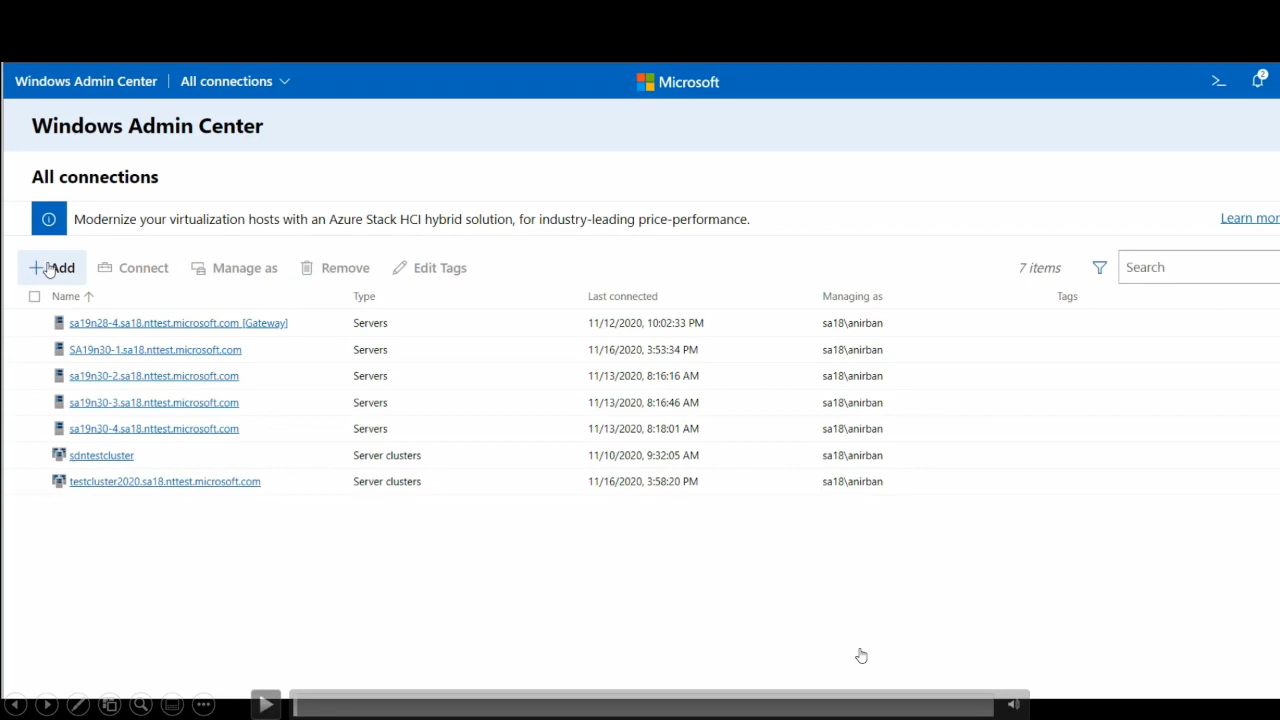 Windows Admin Center | All connections
Microsoft
2
Windows Admin Center
All connections
Modernize your virtualization hosts with an Azure Stack HCI hybrid solution, for industry-leading price-performance.
Learn mor
Add Connect Manage as Remove Edit Tags 7 items Search
Name Type Last connected Managing as Tags
sa19n28-4.sa18.nttest.microsoft.com [Gateway] Servers 11/12/2020, 10:02:33 PM sa18\anirban
SA19n30-1.sa18.nttest.microsoft.com Servers 11/16/2020, 3:53:34 PM sa18\anirban
sa19n30-2.sa18.nttest.microsoft.com Servers 11/13/2020, 8:16:16 AM sa18\anirban
sa19n30-3.sa18.nttest.microsoft.com Servers 11/13/2020, 8:16:46 AM sa18\anirban
sa19n30-4.sa18.nttest.microsoft.com Servers 11/13/2020, 8:18:01 AM sa18\anirban
sdntestcluster Server clusters 11/10/2020, 9:32:05 AM sa18\anirban
testcluster2020.sa18.nttest.microsoft.com Server clusters 11/16/2020, 3:58:20 PM sa18\anirban